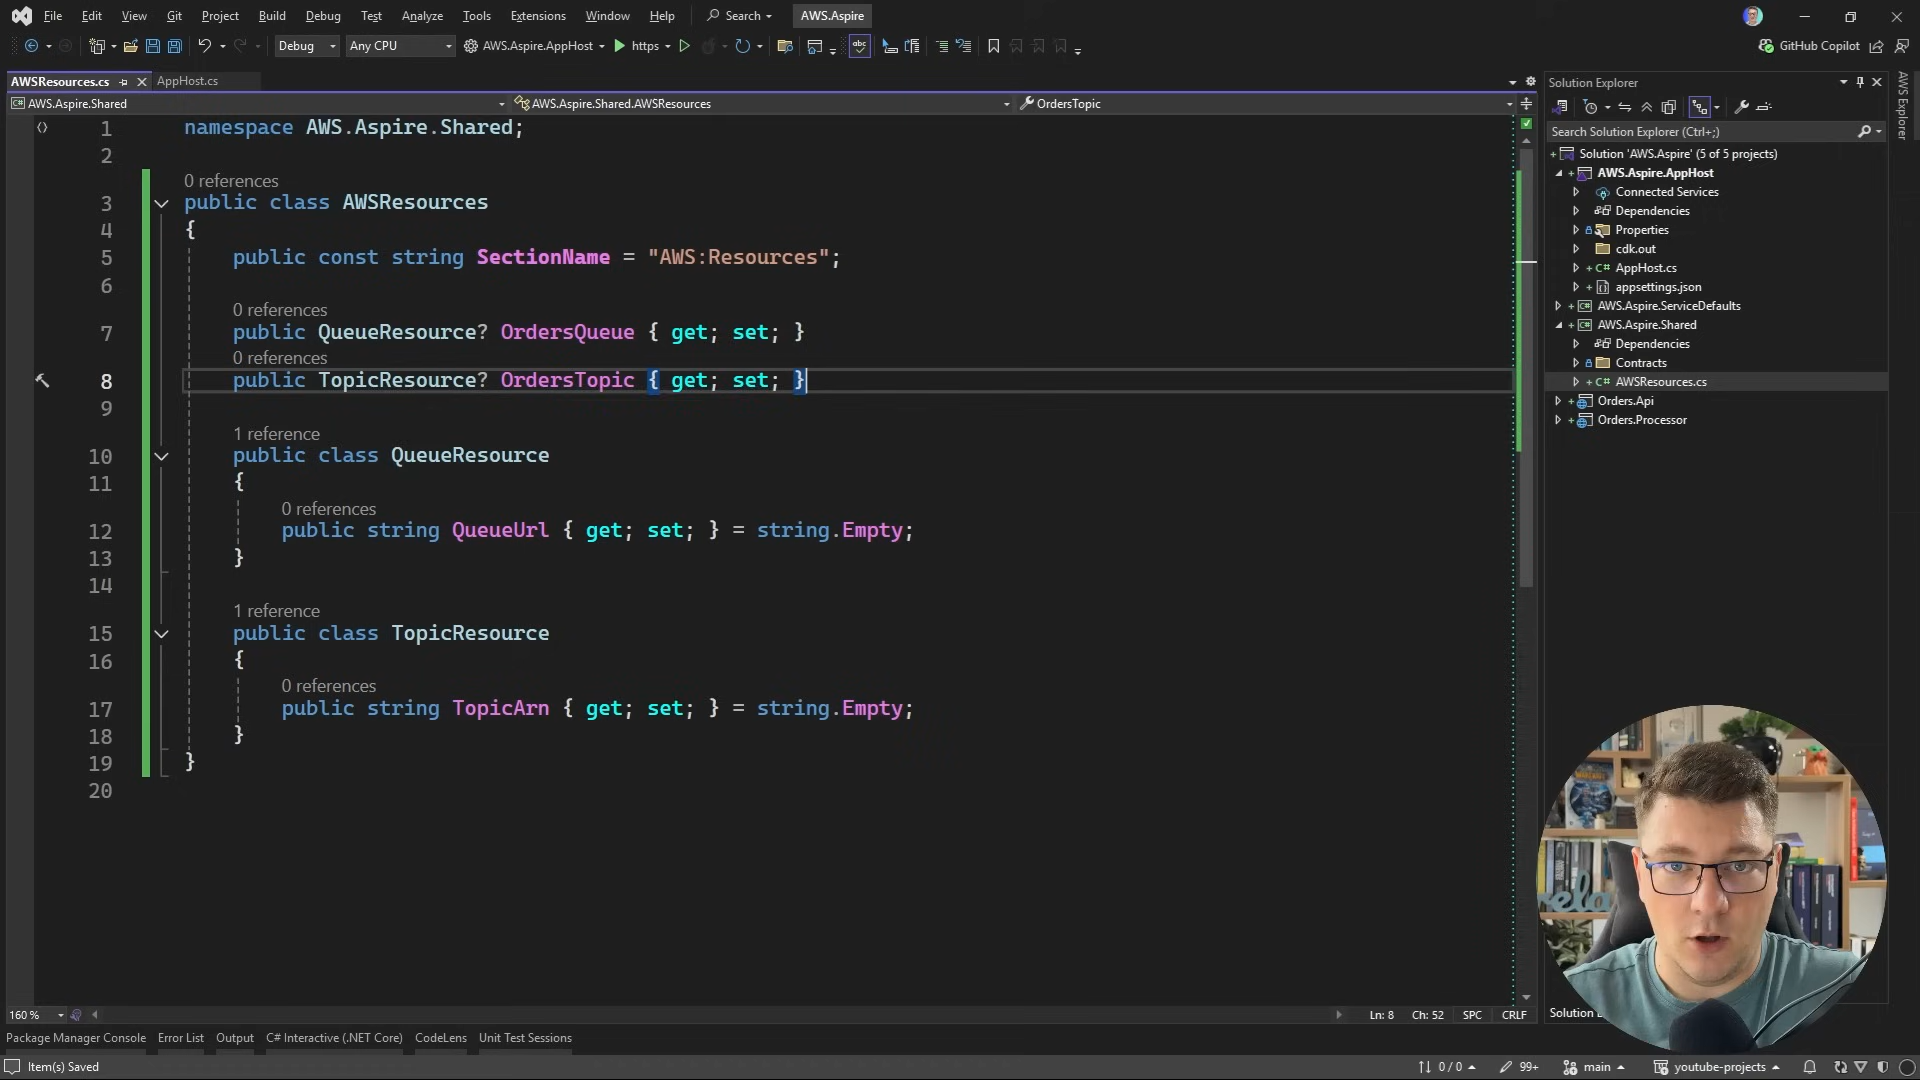 File Edit View Git Project Build Debug Test Analyze Tools Extensions Window Help Search AWS.Aspire
Debug Any CPU AWS.Aspire.AppHost https GitHub Copilot
AWSResources.cs AppHost.cs
AWS.Aspire.Shared AWS.Aspire.Shared.AWSResources OrdersTopic
1 namespace AWS.Aspire.Shared;
2
0 references
3 public class AWSResources
4 {
5 public const string SectionName = "AWS:Resources";
6
0 references
7 public QueueResource? OrdersQueue { get; set; }
0 references
8 public TopicResource? OrdersTopic { get; set; }
9
1 reference
10 public class QueueResource
11 {
0 references
12 public string QueueUrl { get; set; } = string.Empty;
13 }
14
1 reference
15 public class TopicResource
16 {
0 references
17 public string TopicArn { get; set; } = string.Empty;
18 }
19 }
20
160 % Ln: 8 Ch: 52 SPC CRLF
Package Manager Console Error List Output C# Interactive (.NET Core) CodeLens Unit Test Sessions
Item(s) Saved 0 / 0 99+ main youtube-projects
Solution Explorer
Search Solution Explorer (Ctrl+;)
Solution 'AWS.Aspire' (5 of 5 projects)
AWS.Aspire.AppHost
Connected Services
Dependencies
Properties
cdk.out
C# AppHost.cs
appsettings.json
AWS.Aspire.ServiceDefaults
AWS.Aspire.Shared
Dependencies
Contracts
C# AWSResources.cs
Orders.Api
Orders.Processor
AWS Explorer